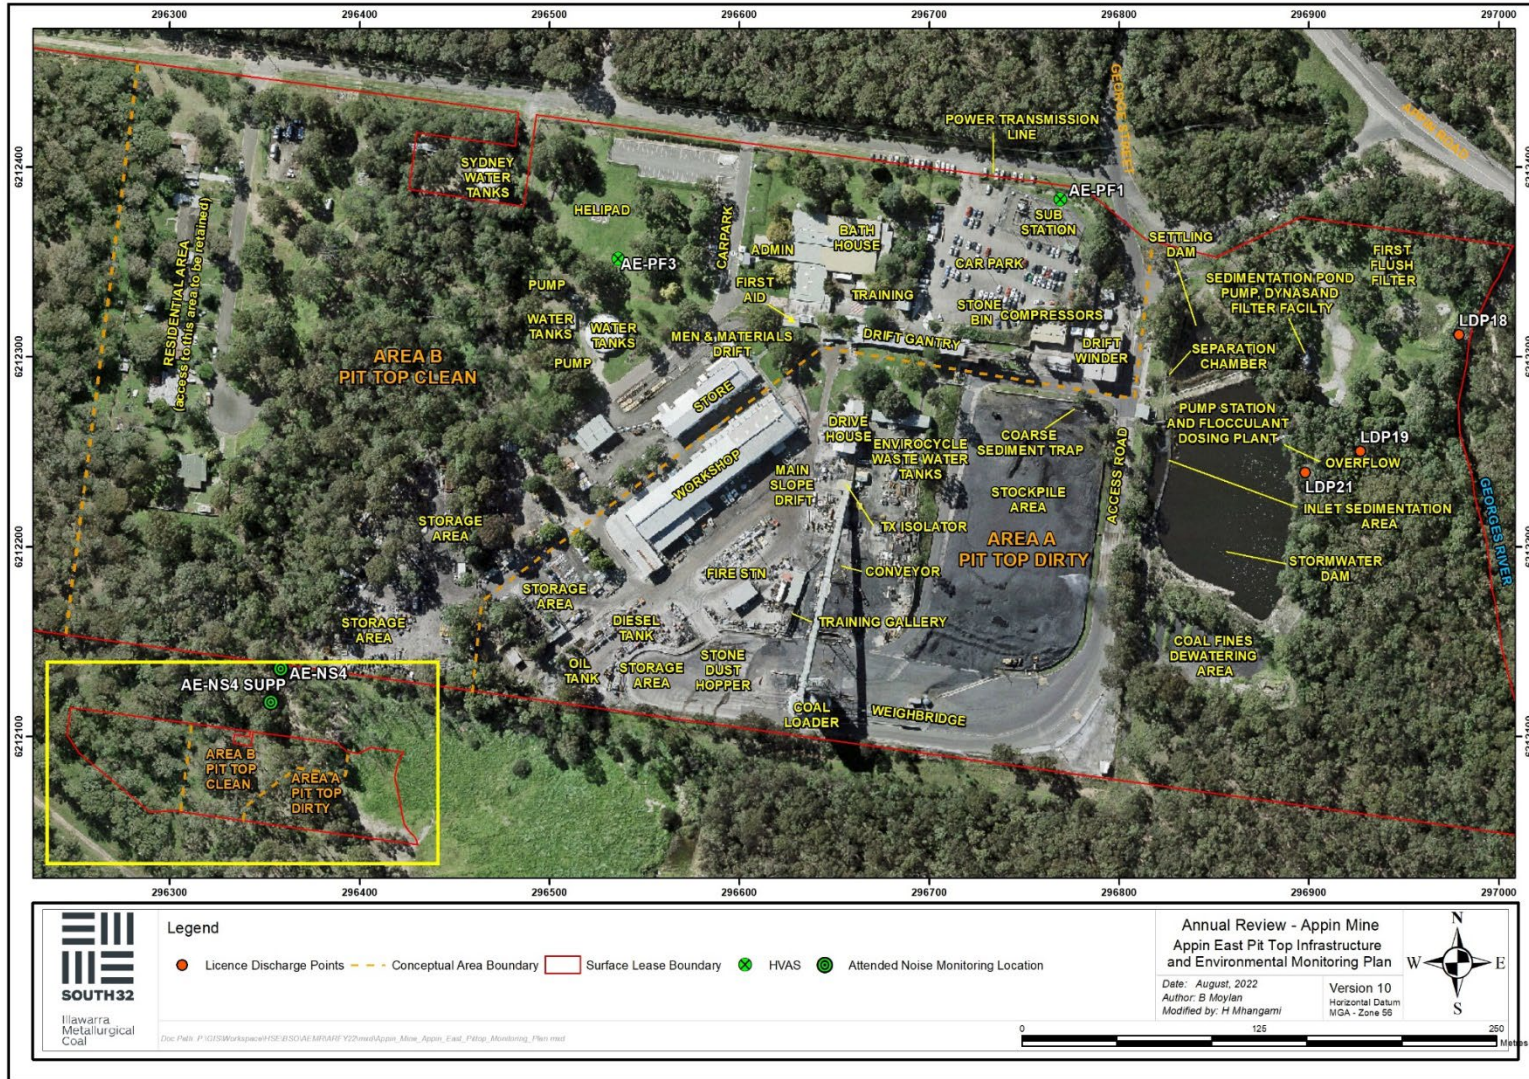 296300 296400 296500 296600 296700 296800 296900 297000
6212400
6212300
6212200
6212100
6212400
6212300
6212200
6212100
GEORGE STREET
APPIN ROAD
POWER TRANSMISSION
LINE
AE-PF1
SYDNEY
WATER
TANKS
HELIPAD
SUB
STATION
CARPARK
ADMIN
BATH
HOUSE
SETTLING
DAM
FIRST
FLUSH
FILTER
RESIDENTIAL AREA
(access to this area to be retained)
AE-PF3
CAR PARK
SEDIMENTATION POND
PUMP, DYNASAND
FILTER FACILTY
PUMP
FIRST
AID
TRAINING
STONE
BIN
COMPRESSORS
LDP18
WATER
TANKS
WATER
TANKS
MEN & MATERIALS
DRIFT
DRIFT GANTRY
DRIFT
WINDER
SEPARATION
CHAMBER
AREA B
PIT TOP CLEAN
PUMP
STORE
DRIVE
HOUSE
ENVIROCYCLE
WASTE WATER
TANKS
COARSE
SEDIMENT TRAP
PUMP STATION
AND FLOCCULANT
DOSING PLANT
LDP19
OVERFLOW
LDP21
WORKSHOP
MAIN
SLOPE
DRIFT
STOCKPILE
AREA
ACCESS ROAD
INLET SEDIMENTATION
AREA
GEORGES RIVER
STORAGE
AREA
TX ISOLATOR
AREA A
PIT TOP DIRTY
STORMWATER
DAM
FIRE STN
CONVEYOR
STORAGE
AREA
STORAGE
AREA
DIESEL
TANK
TRAINING GALLERY
COAL FINES
DEWATERING
AREA
OIL
TANK
STORAGE
AREA
STONE
DUST
HOPPER
AE-NS4
AE-NS4 SUPP
COAL
LOADER
WEIGHBRIDGE
AREA B
PIT TOP
CLEAN
AREA A
PIT TOP
DIRTY
296300 296400 296500 296600 296700 296800 296900 297000
SOUTH32
Illawarra
Metallurgical
Coal
Legend
Licence Discharge Points
Conceptual Area Boundary
Surface Lease Boundary
HVAS
Attended Noise Monitoring Location
Annual Review - Appin Mine
Appin East Pit Top Infrastructure
and Environmental Monitoring Plan
Date: August, 2022
Author: B Moylan
Modified by: H Mhangami
Version 10
Horizontal Datum
MGA - Zone 56
N
W E
S
0 125 250
Metres